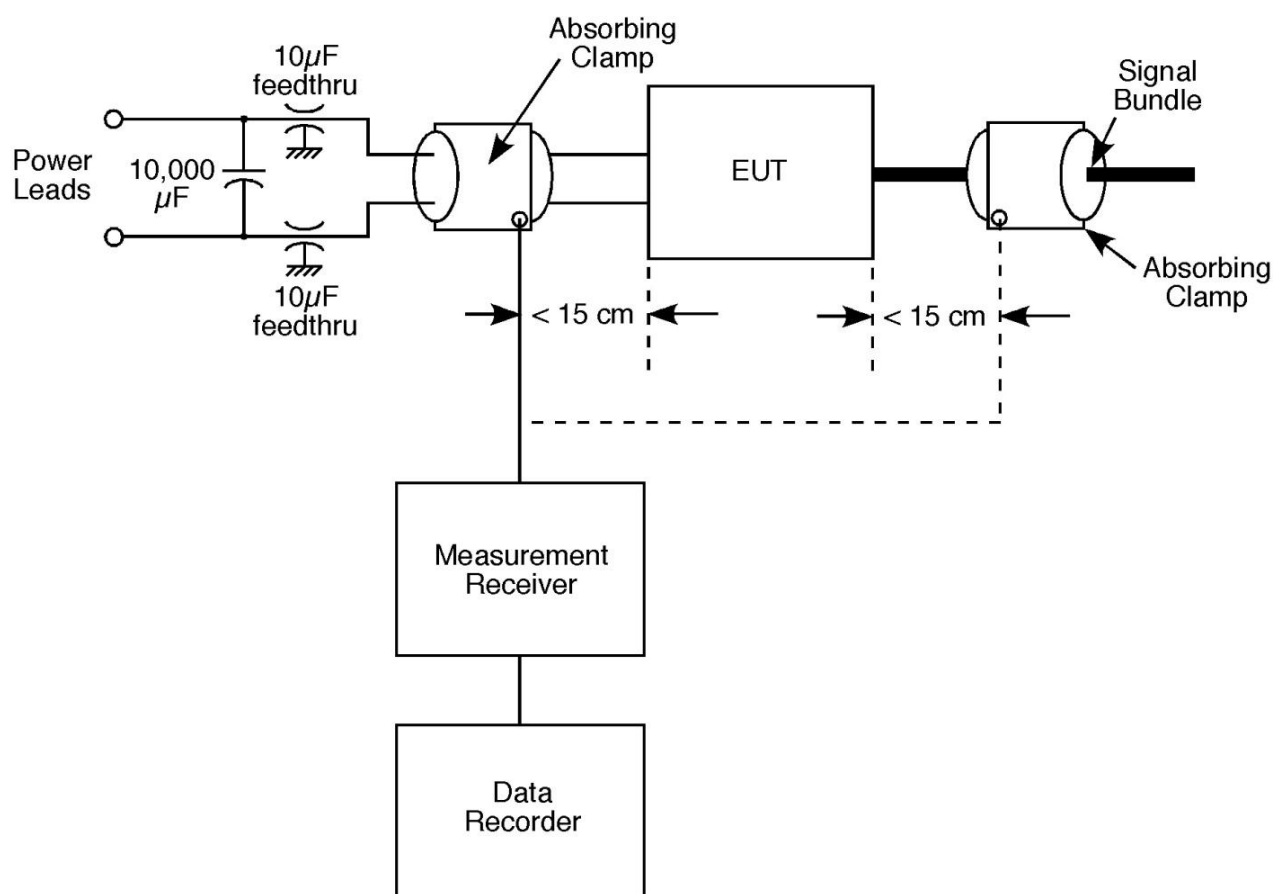 Absorbing
Clamp
10μF
feedthru
Signal
Bundle
Power
Leads
10,000
μF
EUT
10μF
feedthru
Absorbing
Clamp
< 15 cm
< 15 cm
Measurement
Receiver
Data
Recorder